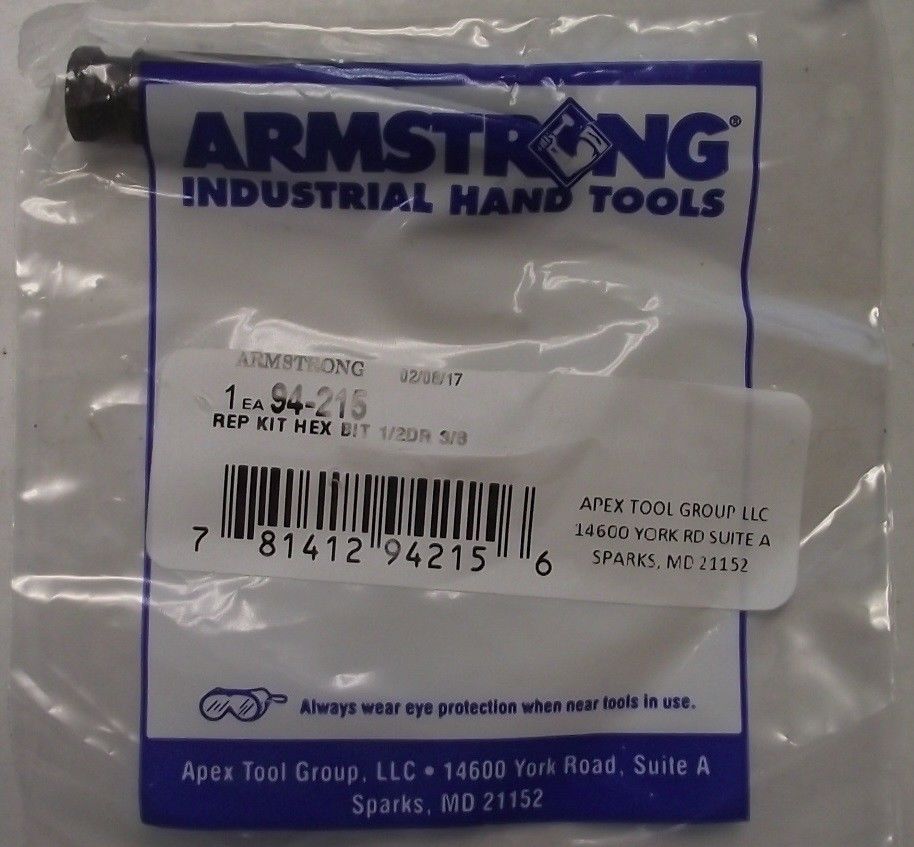 ARMSTRONG®
INDUSTRIAL HAND TOOLS
ARMSTRONG 02/08/17
1 EA 94-215
REP KIT HEX BIT 1/2DR 3/8
7 81412 94215 6
APEX TOOL GROUP LLC
14600 YORK RD SUITE A
SPARKS, MD 21152
Always wear eye protection when near tools in use.
Apex Tool Group, LLC • 14600 York Road, Suite A
Sparks, MD 21152